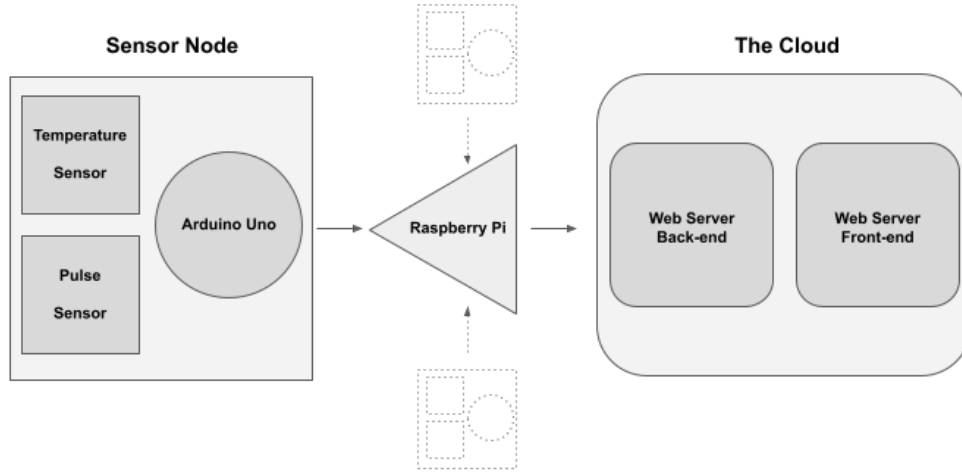 Sensor Node
The Cloud
Temperature
Sensor
Pulse
Sensor
Arduino Uno
Raspberry Pi
Web Server
Back-end
Web Server
Front-end